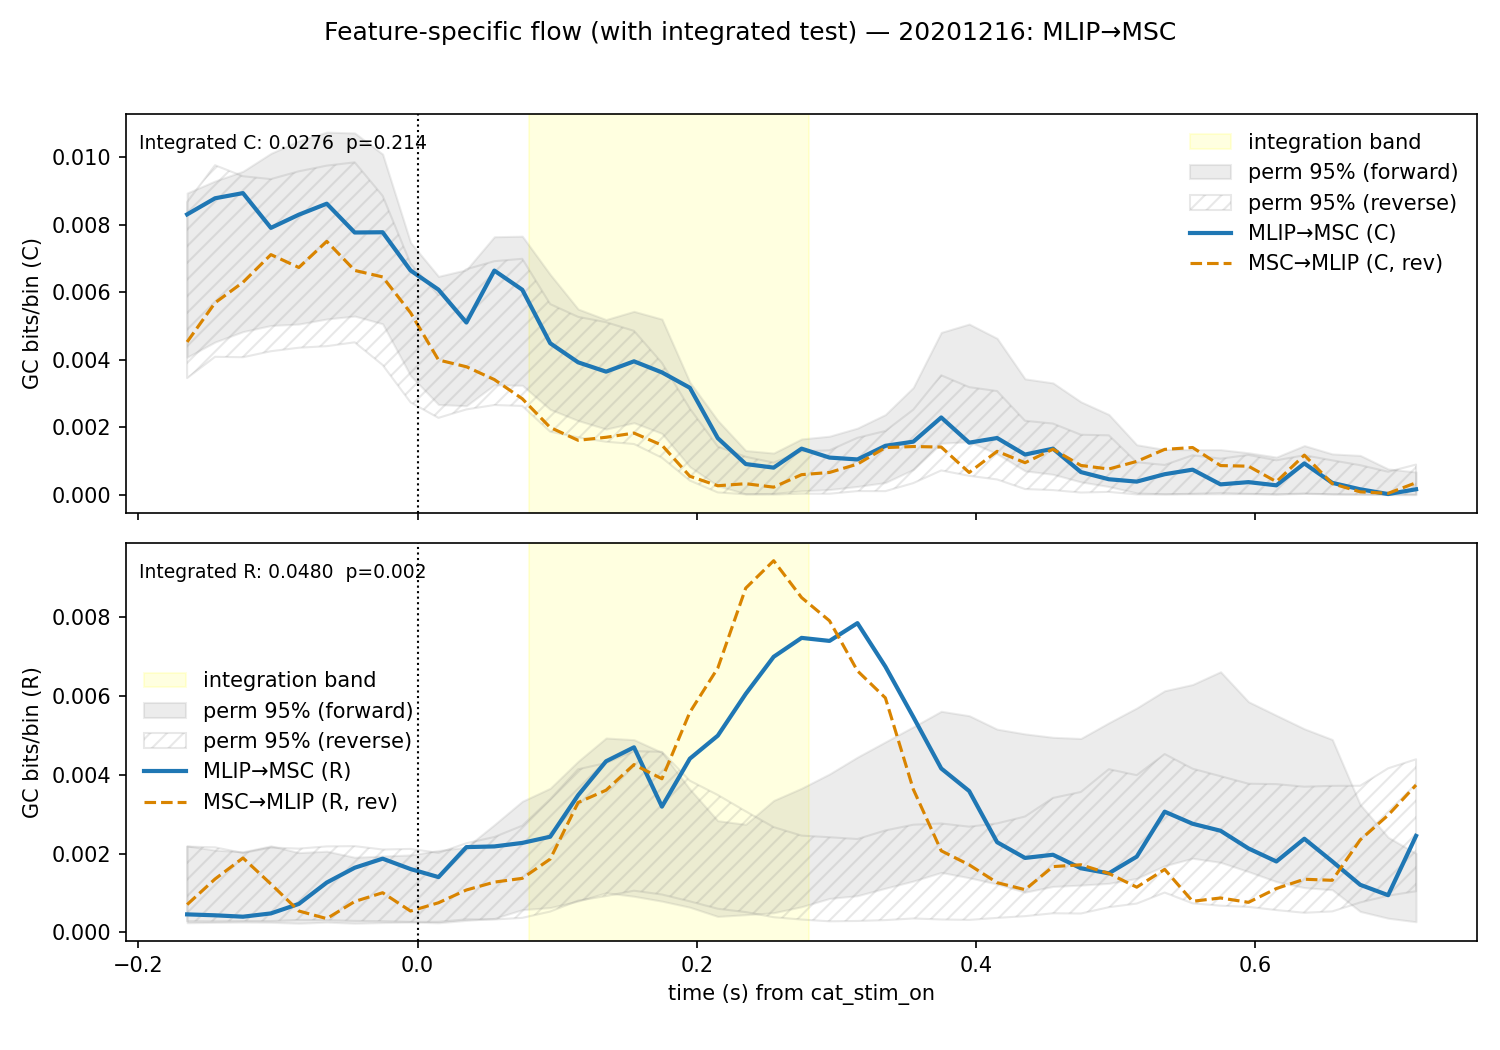 Feature-specific flow (with integrated test) — 20201216: MLIP→MSC
Integrated C: 0.0276  p=0.214
integration band
perm 95% (forward)
perm 95% (reverse)
MLIP→MSC (C)
MSC→MLIP (C, rev)
GC bits/bin (C)
0.010
0.008
0.006
0.004
0.002
0.000
Integrated R: 0.0480  p=0.002
integration band
perm 95% (forward)
perm 95% (reverse)
MLIP→MSC (R)
MSC→MLIP (R, rev)
GC bits/bin (R)
0.008
0.006
0.004
0.002
0.000
−0.2 0.0 0.2 0.4 0.6
time (s) from cat_stim_on